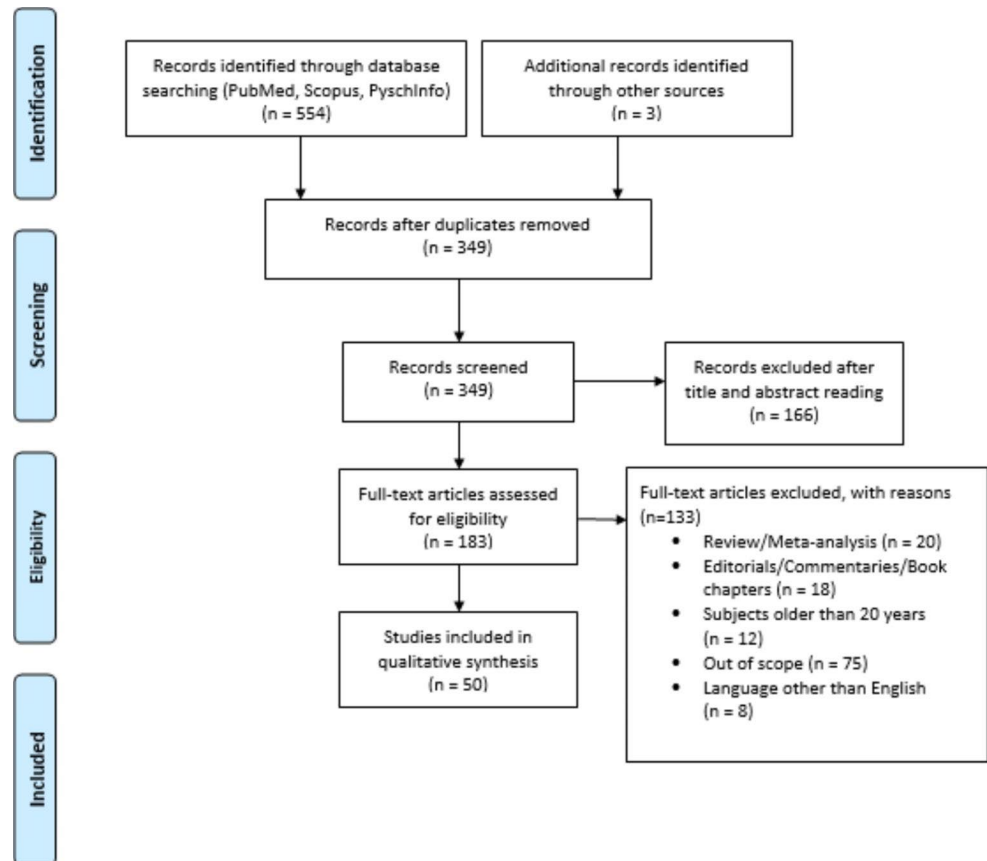 Identification
Records identified through database
searching (PubMed, Scopus, PyschInfo)
(n = 554)
Additional records identified
through other sources
(n = 3)
Records after duplicates removed
(n = 349)
Screening
Records screened
(n = 349)
Records excluded after
title and abstract reading
(n = 166)
Eligibility
Full-text articles assessed
for eligibility
(n = 183)
Full-text articles excluded, with reasons
(n=133)
• Review/Meta-analysis (n = 20)
• Editorials/Commentaries/Book
chapters (n = 18)
• Subjects older than 20 years
(n = 12)
• Out of scope (n = 75)
• Language other than English
(n = 8)
Studies included in
qualitative synthesis
(n = 50)
Included